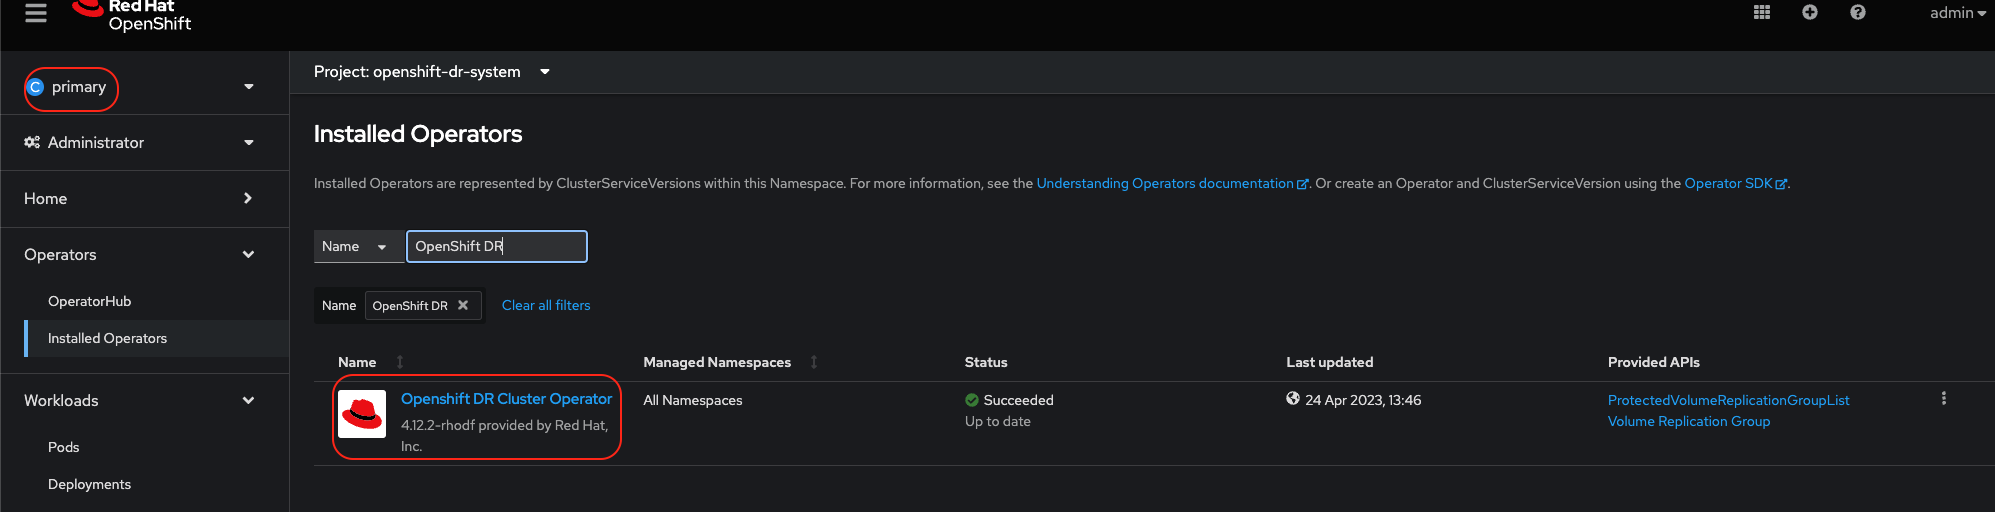 Red Hat
OpenShift
admin
C primary
Project: openshift-dr-system
Administrator
Installed Operators
Installed Operators are represented by ClusterServiceVersions within this Namespace. For more information, see the Understanding Operators documentation. Or create an Operator and ClusterServiceVersion using the Operator SDK.
Home
Name
OpenShift DR
Operators
OperatorHub
Name OpenShift DR Clear all filters
Installed Operators
Name Managed Namespaces Status Last updated Provided APIs
Workloads
Openshift DR Cluster Operator All Namespaces Succeeded 24 Apr 2023, 13:46 ProtectedVolumeReplicationGroupList
4.12.2-rhodf provided by Red Hat, Up to date Volume Replication Group
Inc.
Pods
Deployments